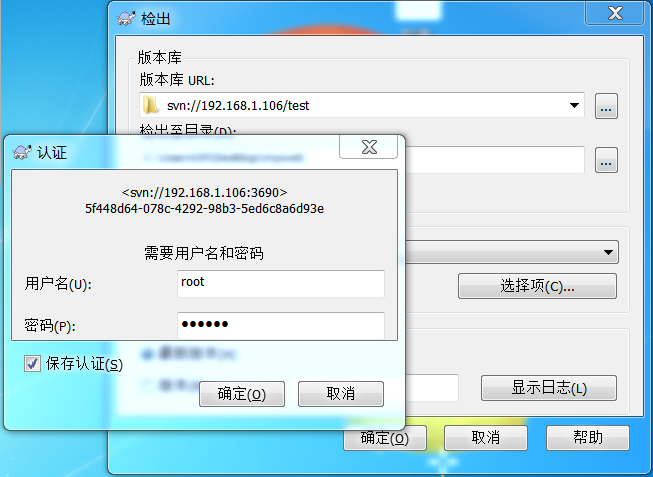 检出
版本库
版本库 URL:
svn://192.168.1.106/test
...
检出至目录(D):
...
认证
<svn://192.168.1.106:3690>
5f448d64-078c-4292-98b3-5ed6c8a6d93e
需要用户名和密码
用户名(U):
root
密码(P):
••••••
保存认证(S)
确定(O)
取消
选择项(C)...
显示日志(L)
确定(O)
取消
帮助